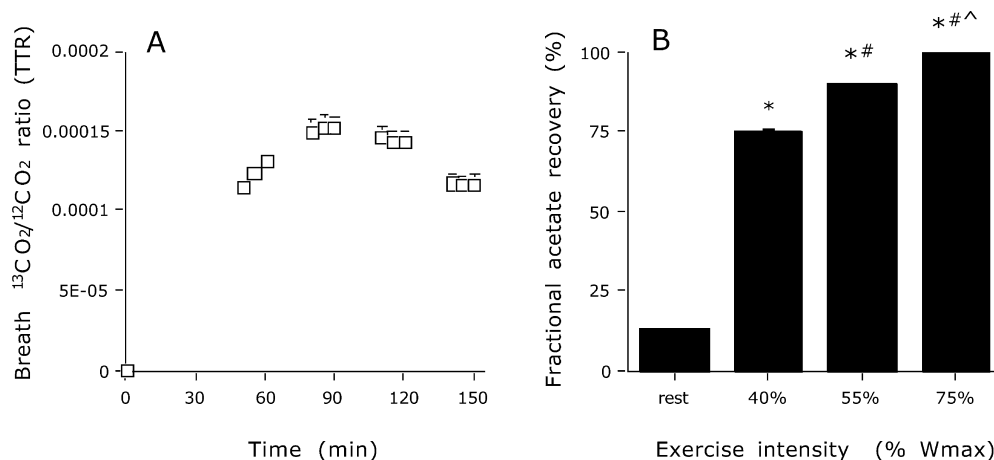 A
Breath 13CO2/12CO2 ratio (TTR)
0.0002
0.00015
0.0001
5E-05
0
0 30 60 90 120 150
Time (min)
B
Fractional acetate recovery (%)
100
75
50
25
0
*
*#
*#^
rest 40% 55% 75%
Exercise intensity (% Wmax)